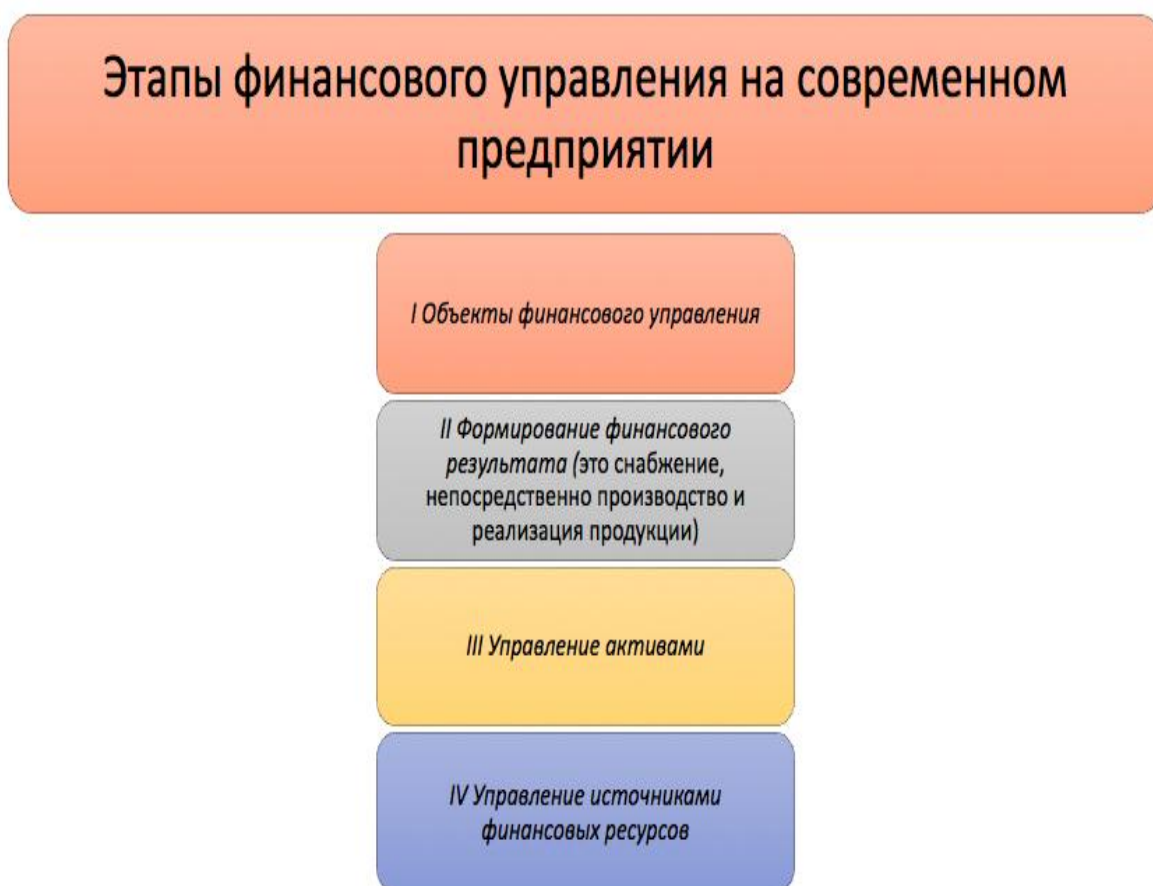 Этапы финансового управления на современном
предприятии
I Объекты финансового управления
II Формирование финансового
результата (это снабжение,
непосредственно производство и
реализация продукции)
III Управление активами
IV Управление источниками
финансовых ресурсов